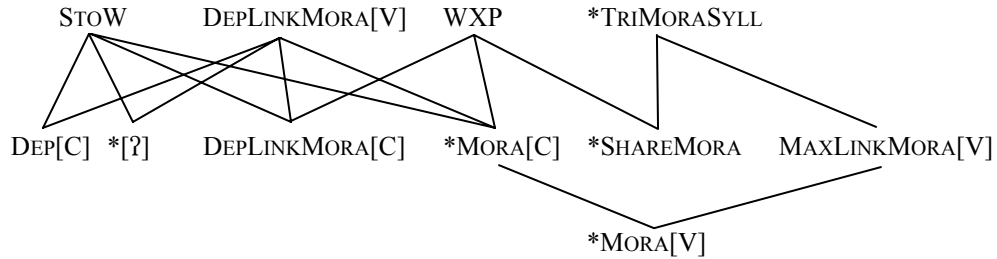 STOW DEPLINKMORA[V] WXP *TRIMORASYLL
DEP[C] *[ʔ] DEPLINKMORA[C] *MORA[C] *SHAREMORA MAXLINKMORA[V]
*MORA[V]